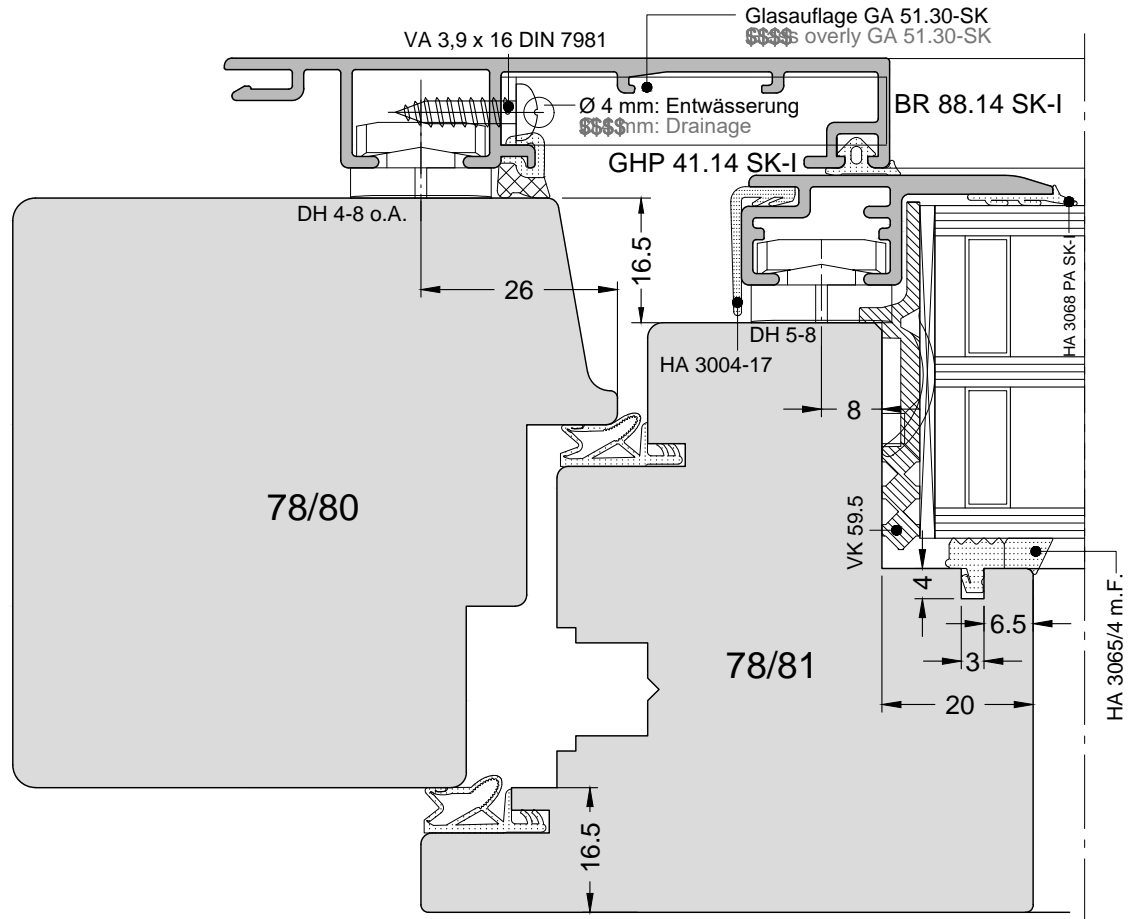 Glasauflage GA 51.30-SK
overly GA 51.30-SK
VA 3,9 x 16 DIN 7981
Ø 4 mm: Entwässerung
mm: Drainage
BR 88.14 SK-I
GHP 41.14 SK-I
DH 4-8 o.A.
16.5
26
HA 3068 PA SK-I
DH 5-8
HA 3004-17
8
78/80
VK 59.5
4
6.5
3
78/81
20
HA 3065/4 m.F.
16.5